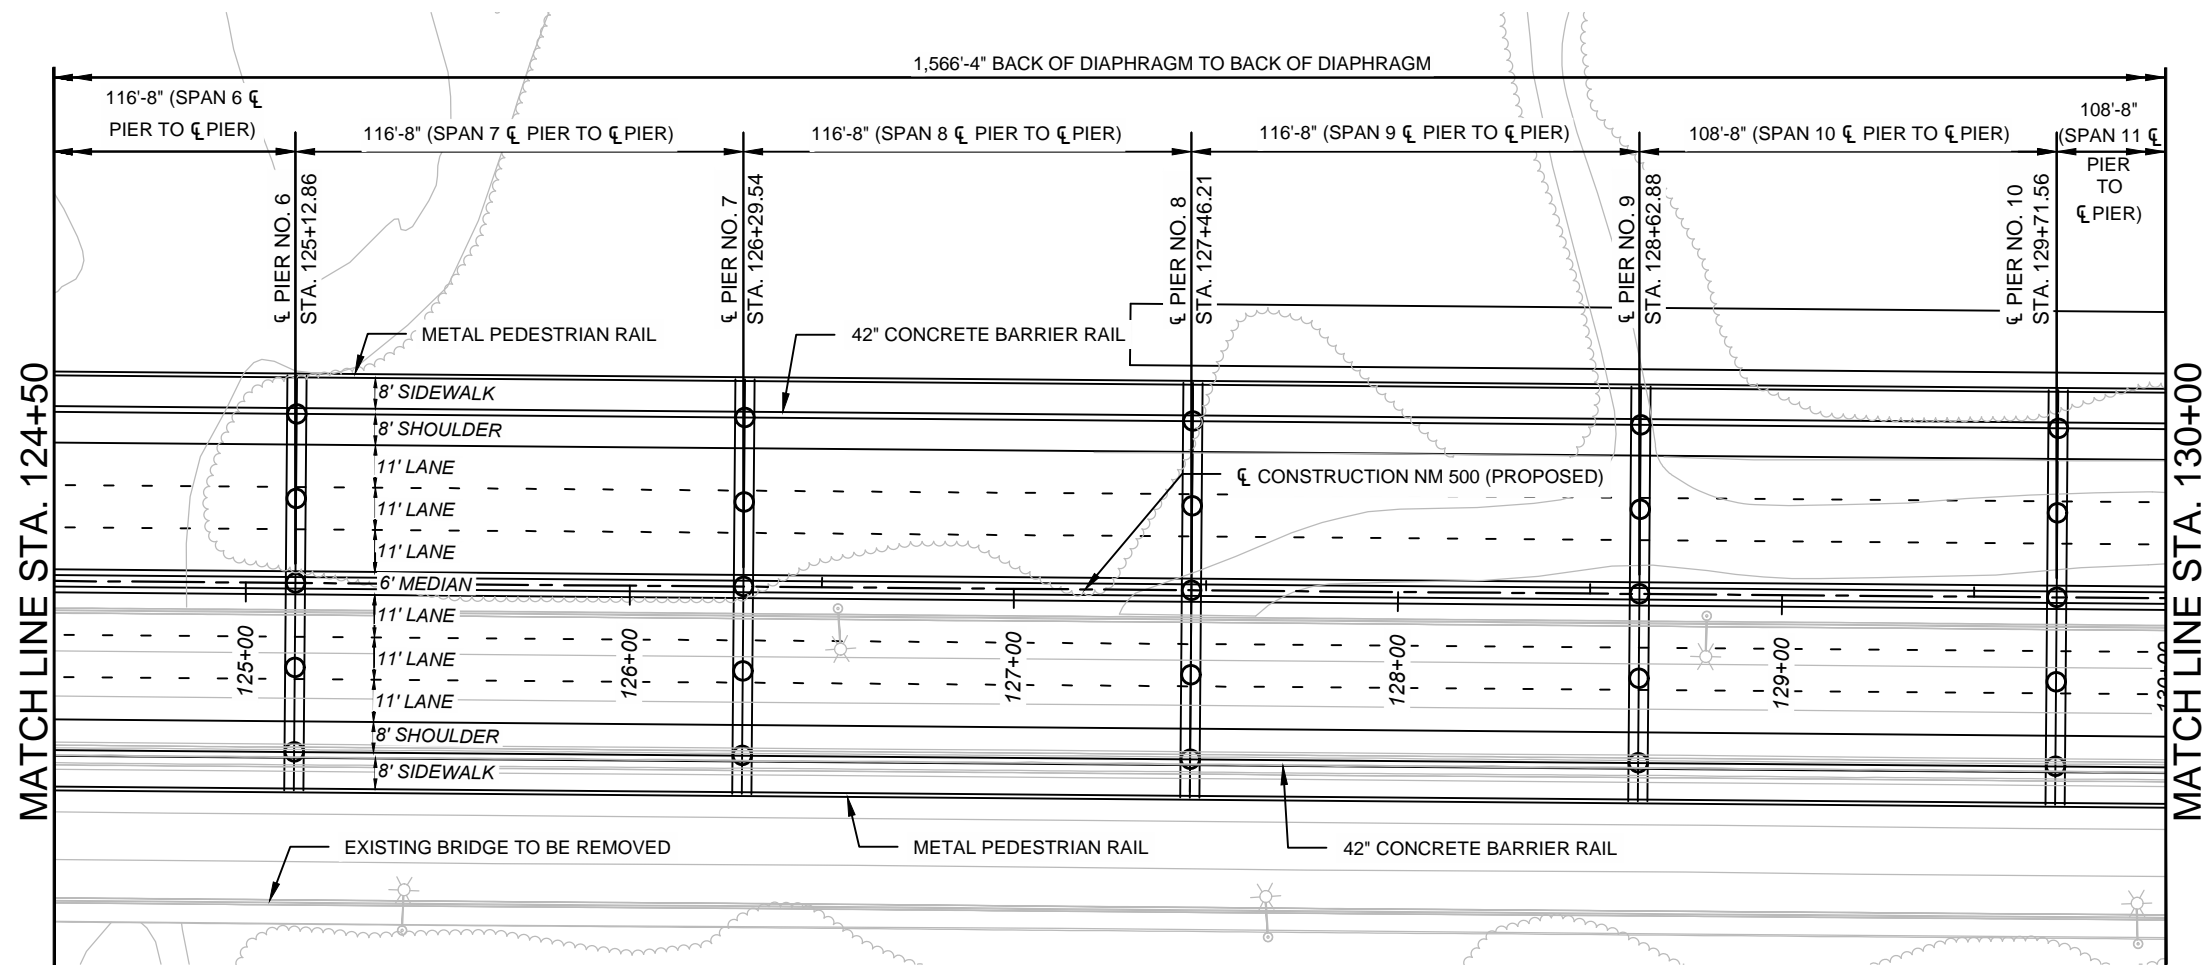 1,566'-4" BACK OF DIAPHRAGM TO BACK OF DIAPHRAGM
116'-8" (SPAN 6 ℄
PIER TO ℄ PIER)
116'-8" (SPAN 7 ℄ PIER TO ℄ PIER)
116'-8" (SPAN 8 ℄ PIER TO ℄ PIER)
116'-8" (SPAN 9 ℄ PIER TO ℄ PIER)
108'-8" (SPAN 10 ℄ PIER TO ℄ PIER)
108'-8"
(SPAN 11 ℄
PIER
TO
℄ PIER)
℄ PIER NO. 6
STA. 125+12.86
℄ PIER NO. 7
STA. 126+29.54
℄ PIER NO. 8
STA. 127+46.21
℄ PIER NO. 9
STA. 128+62.88
℄ PIER NO. 10
STA. 129+71.56
METAL PEDESTRIAN RAIL
42" CONCRETE BARRIER RAIL
MATCH LINE STA. 124+50
MATCH LINE STA. 130+00
8' SIDEWALK
8' SHOULDER
11' LANE
11' LANE
11' LANE
6' MEDIAN
11' LANE
11' LANE
11' LANE
8' SHOULDER
8' SIDEWALK
℄ CONSTRUCTION NM 500 (PROPOSED)
125+00
126+00
127+00
128+00
129+00
130+00
EXISTING BRIDGE TO BE REMOVED
METAL PEDESTRIAN RAIL
42" CONCRETE BARRIER RAIL